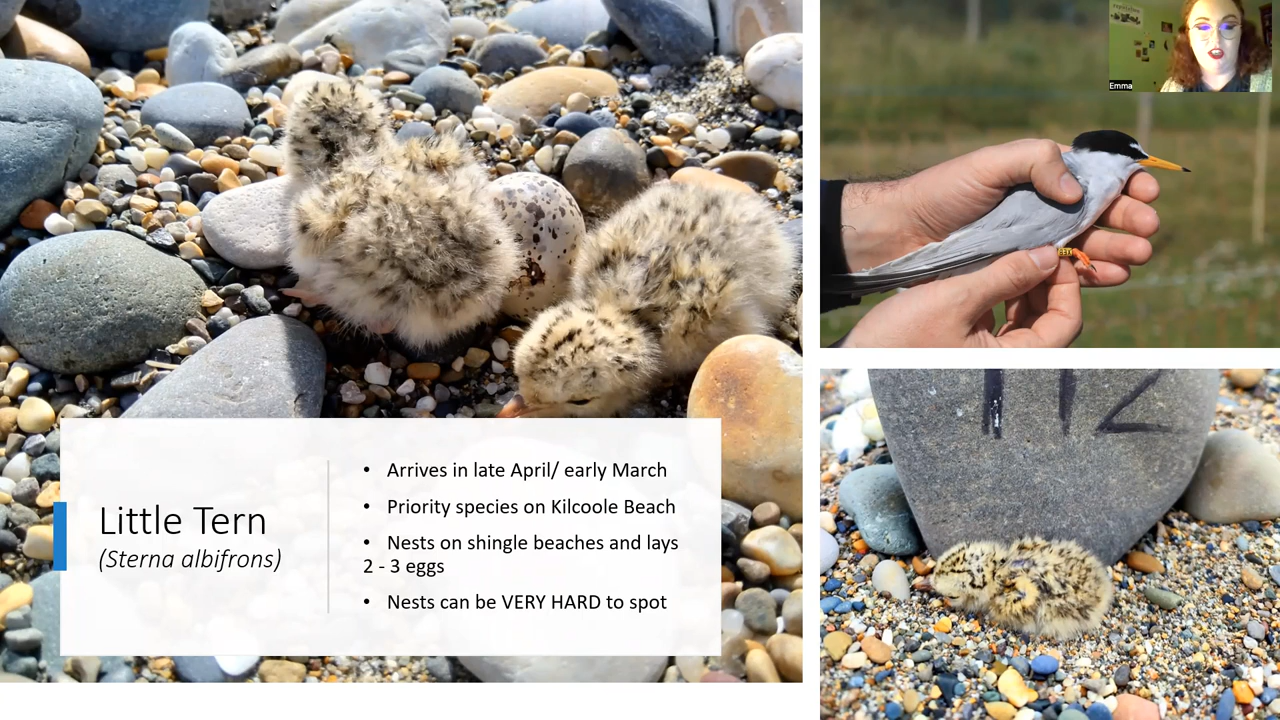 Emma
112
Little Tern
(Sterna albifrons)
• Arrives in late April/ early March
• Priority species on Kilcoole Beach
• Nests on shingle beaches and lays
2 - 3 eggs
• Nests can be VERY HARD to spot